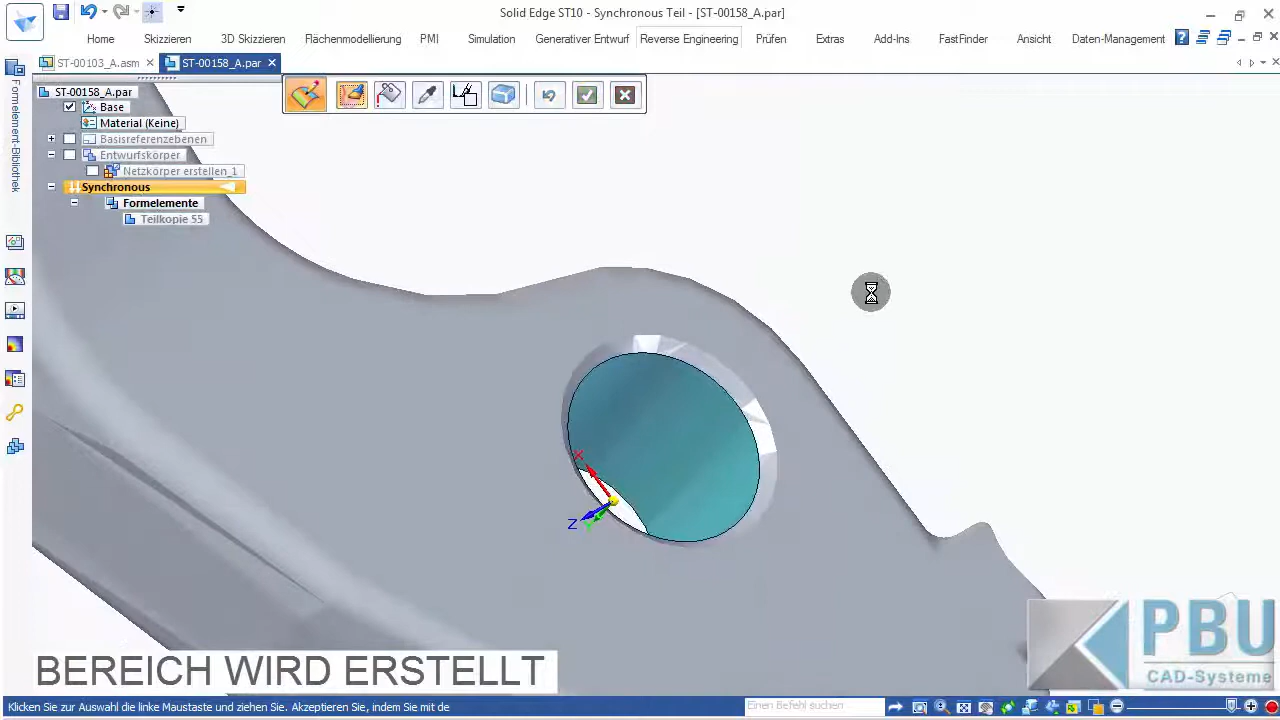 Solid Edge ST10 - Synchronous Teil - [ST-00158_A.par]
Home
Skizzieren
3D Skizzieren
Flächenmodellierung
PMI
Simulation
Generativer Entwurf
Reverse Engineering
Prüfen
Extras
Add-Ins
FastFinder
Ansicht
Daten-Management
ST-00103_A.asm
ST-00158_A.par
Formelement-Bibliothek
ST-00158_A.par
Base
Material (Keine)
Basisreferenzebenen
Entwurfskörper
Netzkörper erstellen_1
Synchronous
Formelemente
Teilkopie 55
X
Z
Y
BEREICH WIRD ERSTELLT
PBU
CAD-Systeme
Klicken Sie zur Auswahl die linke Maustaste und ziehen Sie. Akzeptieren Sie, indem Sie mit de
Einen Befehl suchen